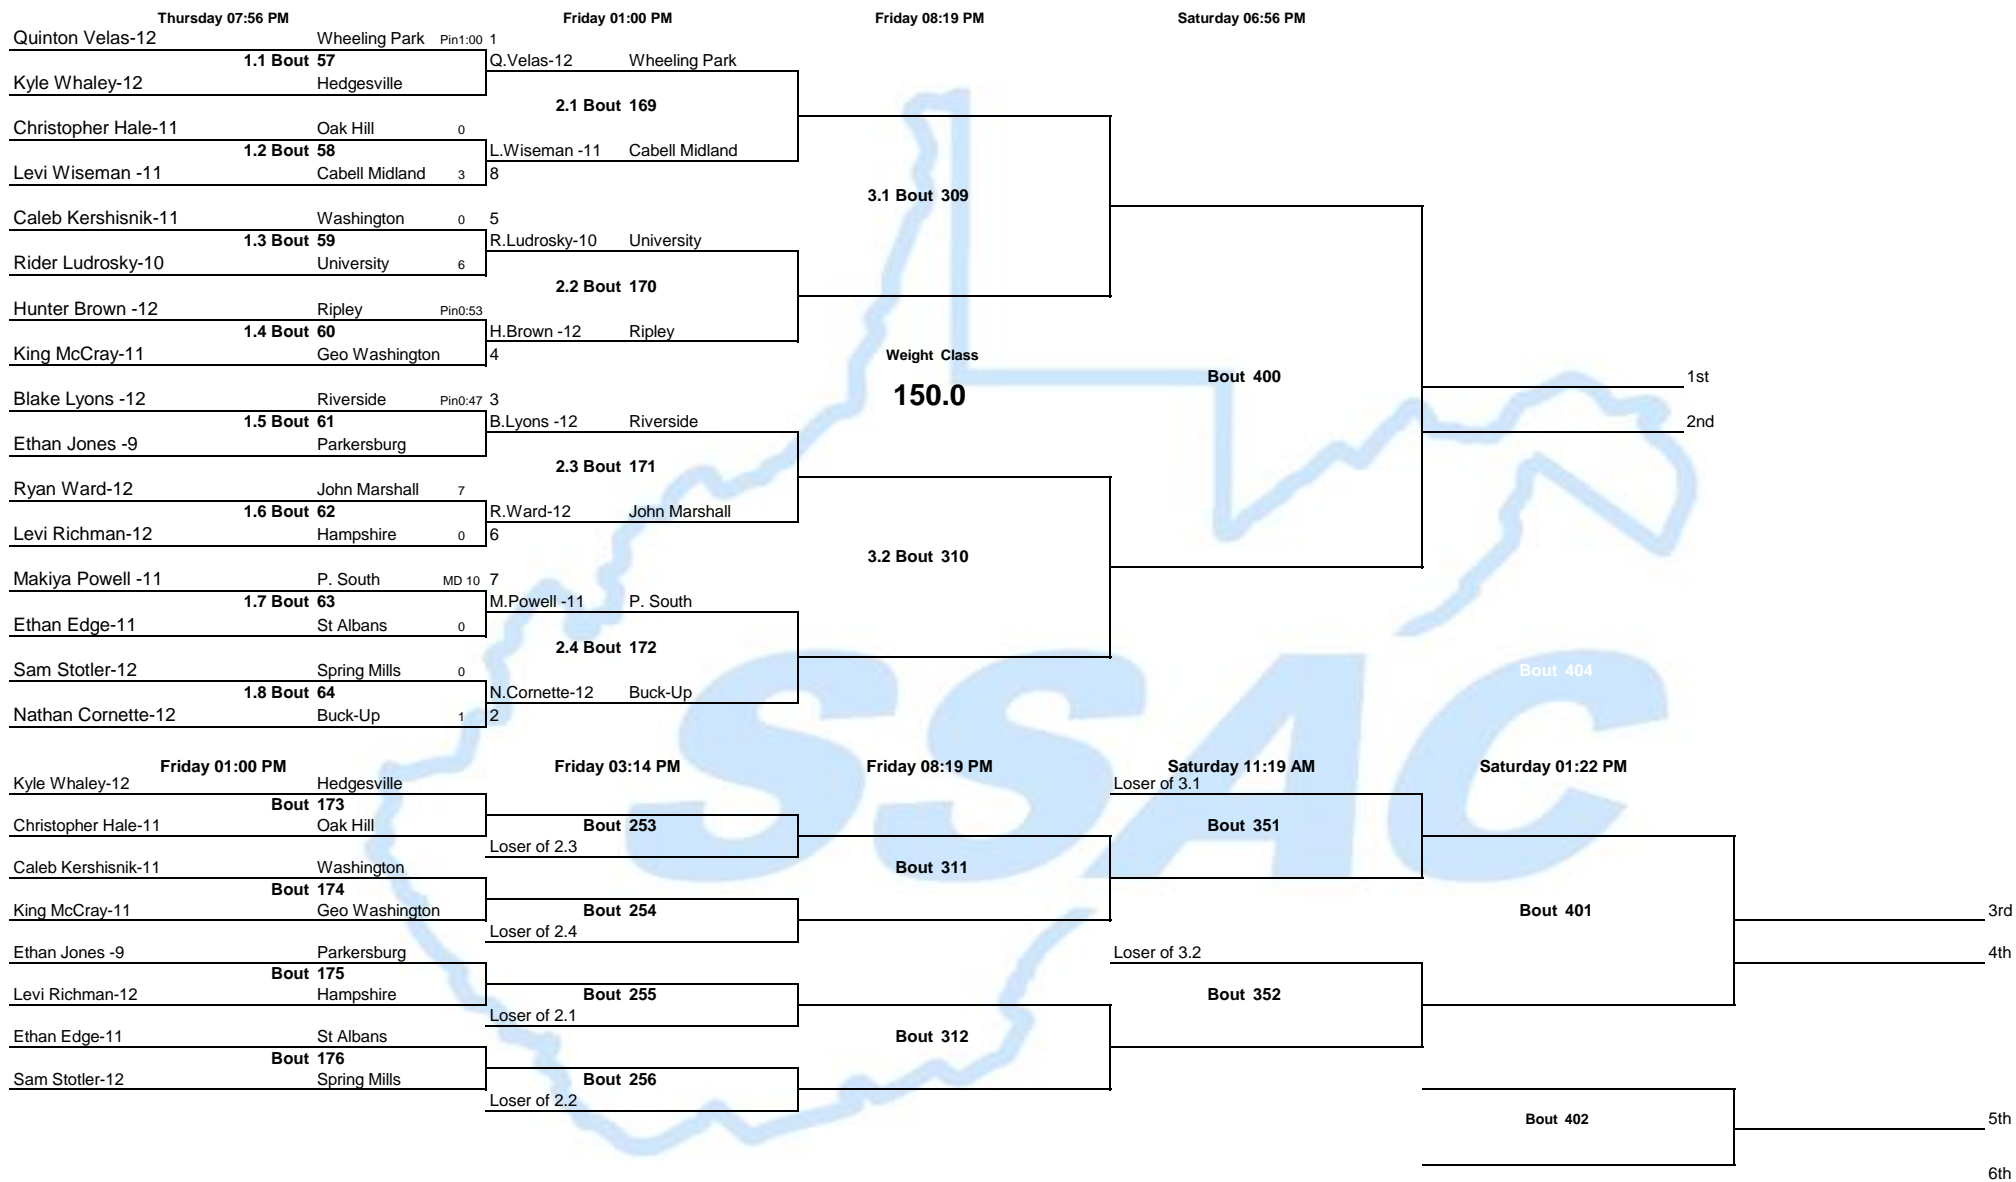 Thursday 07:56 PM Friday 01:00 PM Friday 08:19 PM Saturday 06:56 PM
Quinton Velas-12 Wheeling Park Pin1:00 1
1.1 Bout 57 Q.Velas-12 Wheeling Park
Kyle Whaley-12 Hedgesville
2.1 Bout 169
Christopher Hale-11 Oak Hill 0
1.2 Bout 58 L.Wiseman -11 Cabell Midland
Levi Wiseman -11 Cabell Midland 3 8
3.1 Bout 309
Caleb Kershisnik-11 Washington 0 5
1.3 Bout 59 R.Ludrosky-10 University
Rider Ludrosky-10 University 6
2.2 Bout 170
Hunter Brown -12 Ripley Pin0:53
1.4 Bout 60 H.Brown -12 Ripley
King McCray-11 Geo Washington 4 Weight Class
Bout 400 1st
150.0
Blake Lyons -12 Riverside Pin0:47 3
1.5 Bout 61 B.Lyons -12 Riverside 2nd
Ethan Jones -9 Parkersburg
2.3 Bout 171
Ryan Ward-12 John Marshall 7
1.6 Bout 62 R.Ward-12 John Marshall
Levi Richman-12 Hampshire 0 6
3.2 Bout 310
Makiya Powell -11 P. South MD 10 7
1.7 Bout 63 M.Powell -11 P. South
Ethan Edge-11 St Albans 0
2.4 Bout 172
Sam Stotler-12 Spring Mills 0 Bout 404
1.8 Bout 64 N.Cornette-12 Buck-Up
Nathan Cornette-12 Buck-Up 1 2
SSAC
Friday 01:00 PM Friday 03:14 PM Friday 08:19 PM Saturday 11:19 AM Saturday 01:22 PM
Kyle Whaley-12 Hedgesville Loser of 3.1
Bout 173
Christopher Hale-11 Oak Hill Bout 253 Bout 351
Loser of 2.3
Caleb Kershisnik-11 Washington Bout 311
Bout 174
King McCray-11 Geo Washington Bout 254 Bout 401 3rd
Loser of 2.4
Ethan Jones -9 Parkersburg Loser of 3.2 4th
Bout 175
Levi Richman-12 Hampshire Bout 255 Bout 352
Loser of 2.1
Ethan Edge-11 St Albans Bout 312
Bout 176
Sam Stotler-12 Spring Mills Bout 256
Loser of 2.2
Bout 402 5th
6th